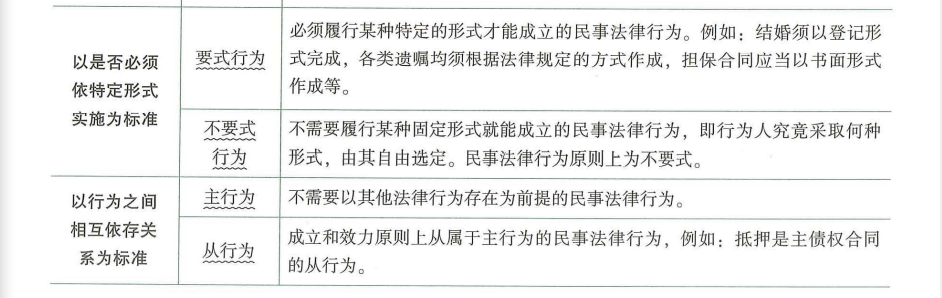 以是否必须
依特定形式
实施为标准
要式行为
必须履行某种特定的形式才能成立的民事法律行为。例如：结婚须以登记形
式完成，各类遗嘱均须根据法律规定的方式作成，担保合同应当以书面形式
作成等。
不要式
行为
不需要履行某种固定形式就能成立的民事法律行为，即行为人究竟采取何种
形式，由其自由选定。民事法律行为原则上为不要式。
以行为之间
相互依存关
系为标准
主行为
不需要以其他法律行为存在为前提的民事法律行为。
从行为
成立和效力原则上从属于主行为的民事法律行为，例如：抵押是主债权合同
的从行为。